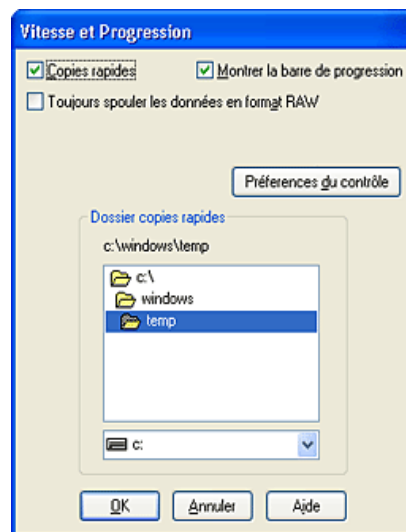 Vitesse et Progression
Copies rapides Montrer la barre de progression
Toujours spouler les données en format RAW
Préferences du contrôle
Dossier copies rapides
c:\windows\temp
c:\
windows
temp
c:
OK Annuler Aide